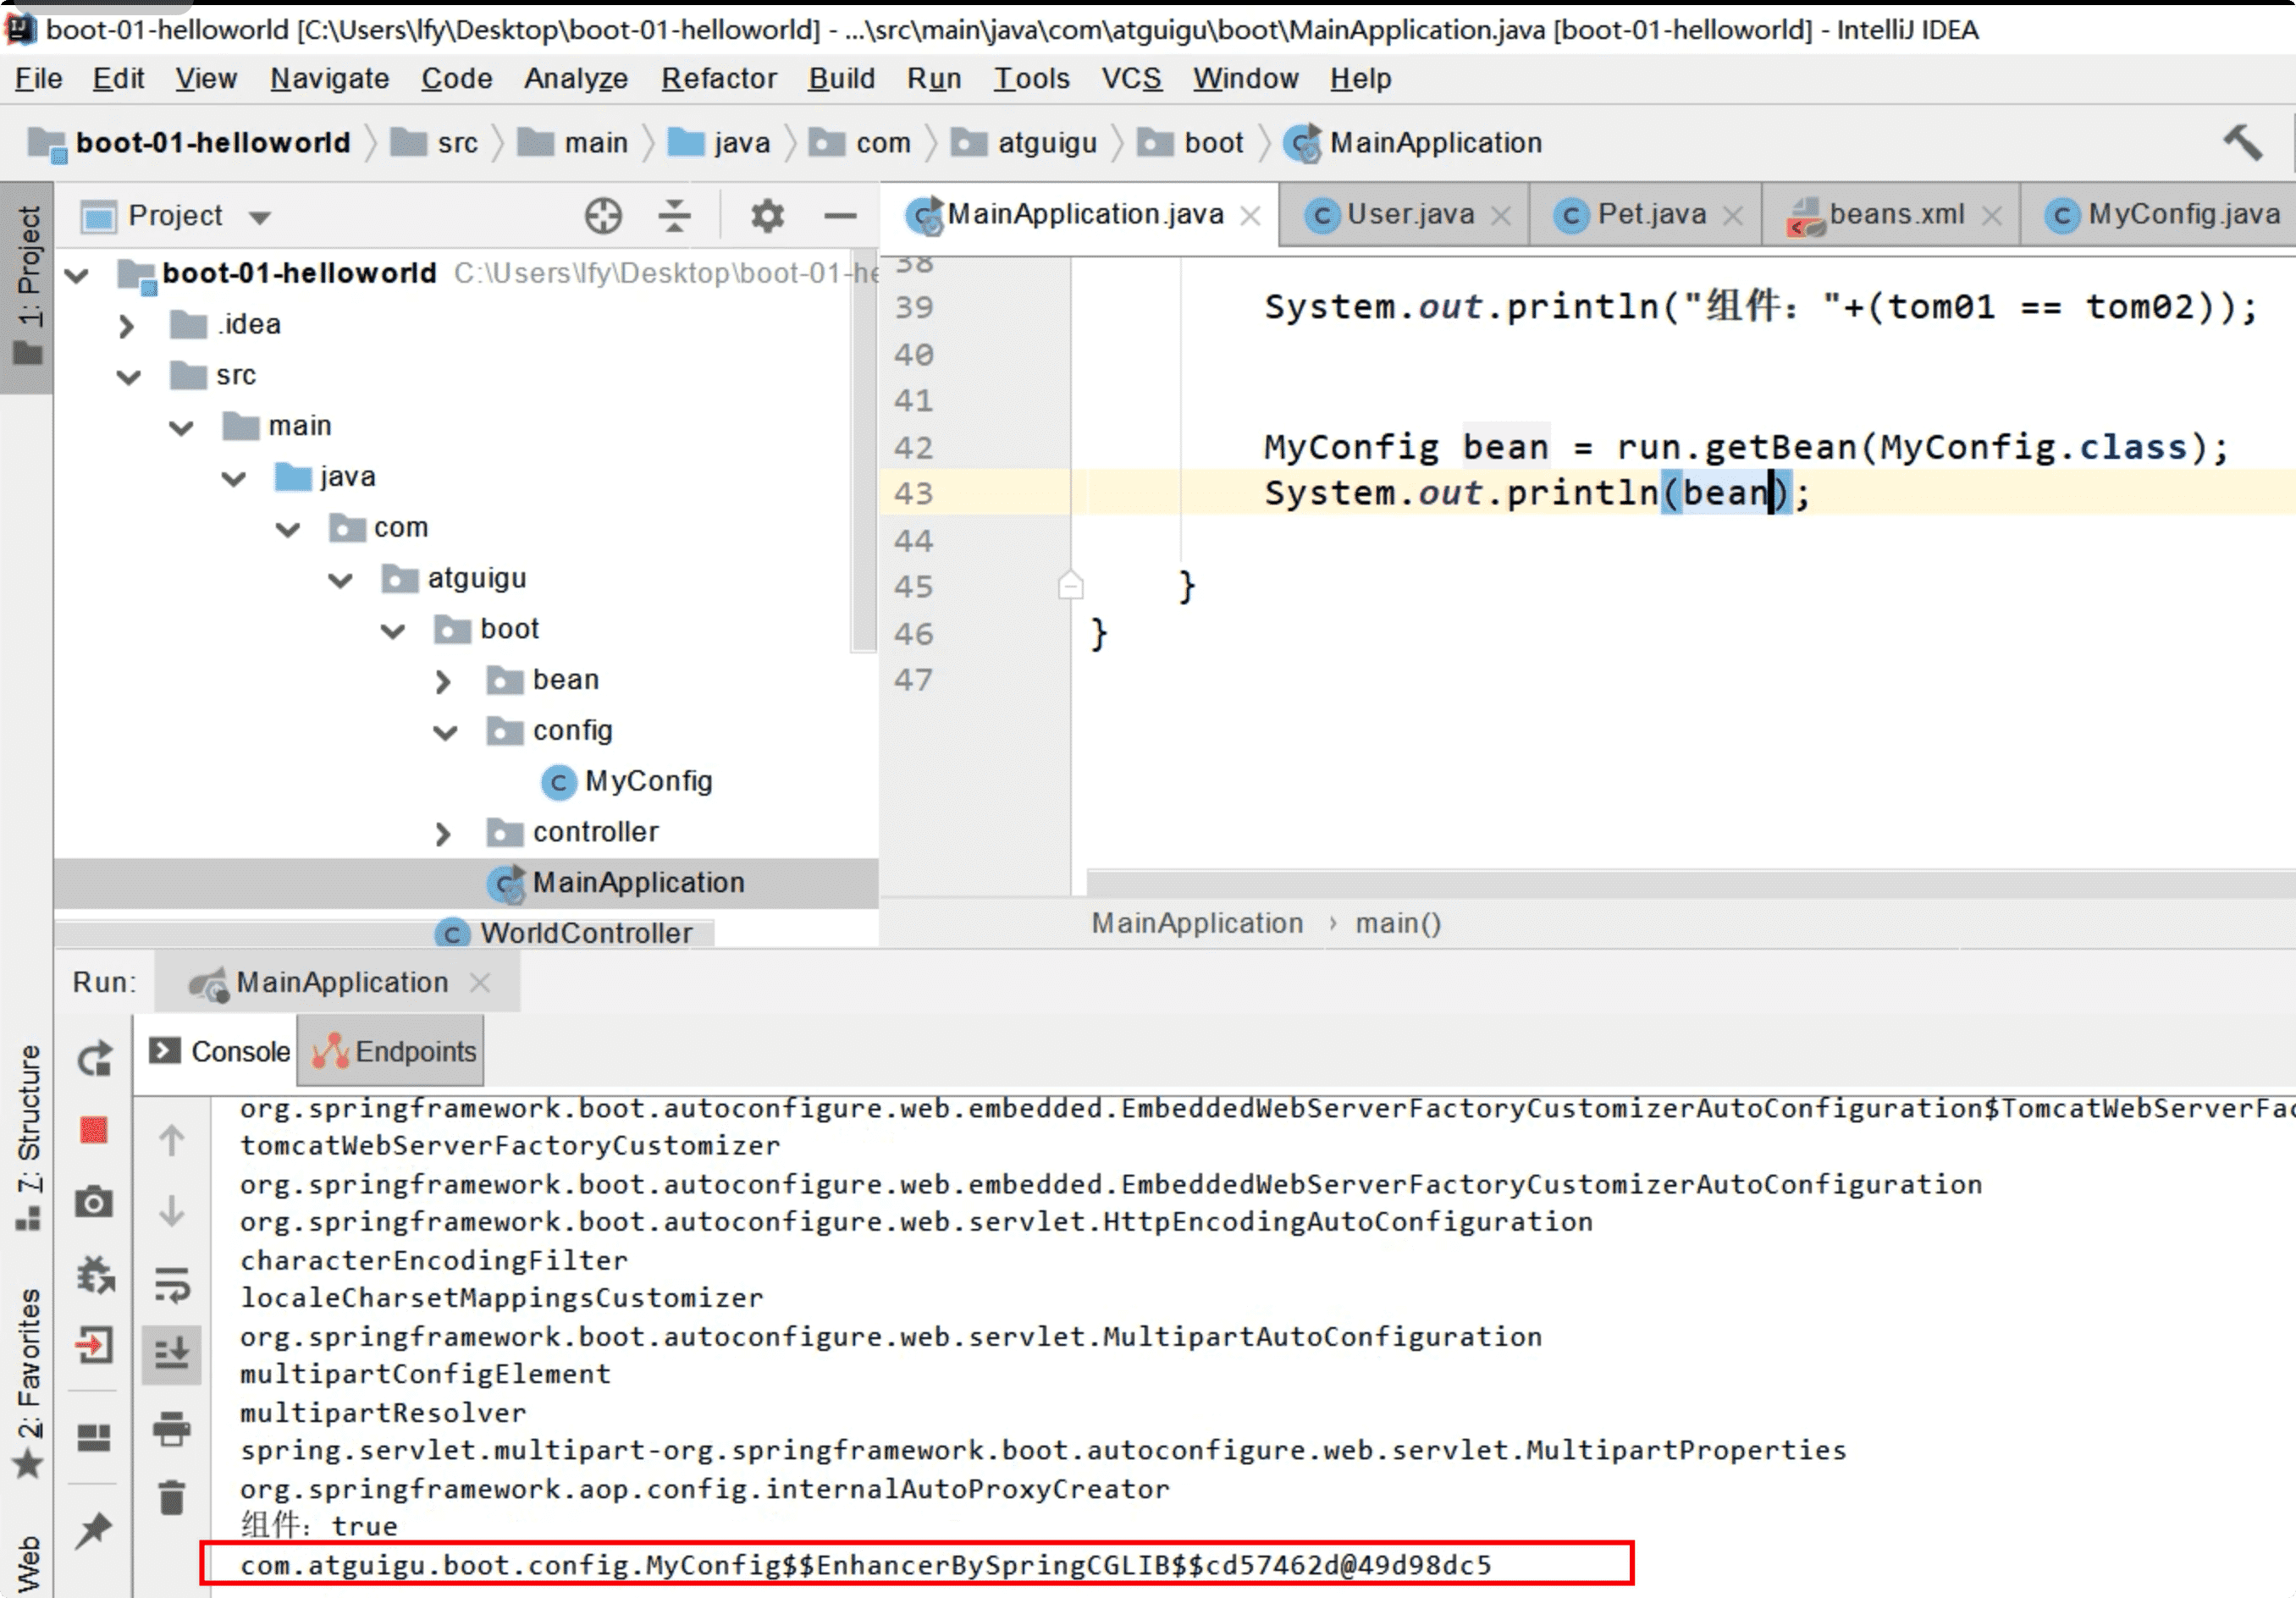 boot-01-helloworld [C:\Users\lfy\Desktop\boot-01-helloworld] - ...\src\main\java\com\atguigu\boot\MainApplication.java [boot-01-helloworld] - IntelliJ IDEA
File Edit View Navigate Code Analyze Refactor Build Run Tools VCS Window Help
boot-01-helloworld src main java com atguigu boot MainApplication
1: Project
Project
boot-01-helloworld C:\Users\lfy\Desktop\boot-01-he
.idea
src
main
java
com
atguigu
boot
bean
config
MyConfig
controller
MainApplication
WorldController
MainApplication.java User.java Pet.java beans.xml MyConfig.java
38
39 System.out.println("组件："+(tom01 == tom02));
40
41
42 MyConfig bean = run.getBean(MyConfig.class);
43 System.out.println(bean);
44
45 }
46 }
47
MainApplication › main()
Run: MainApplication
Console Endpoints
7: Structure
2: Favorites
Web
org.springframework.boot.autoconfigure.web.embedded.EmbeddedWebServerFactoryCustomizerAutoConfiguration$TomcatWebServerFac
tomcatWebServerFactoryCustomizer
org.springframework.boot.autoconfigure.web.embedded.EmbeddedWebServerFactoryCustomizerAutoConfiguration
org.springframework.boot.autoconfigure.web.servlet.HttpEncodingAutoConfiguration
characterEncodingFilter
localeCharsetMappingsCustomizer
org.springframework.boot.autoconfigure.web.servlet.MultipartAutoConfiguration
multipartConfigElement
multipartResolver
spring.servlet.multipart-org.springframework.boot.autoconfigure.web.servlet.MultipartProperties
org.springframework.aop.config.internalAutoProxyCreator
组件：true
com.atguigu.boot.config.MyConfig$$EnhancerBySpringCGLIB$$cd57462d@49d98dc5